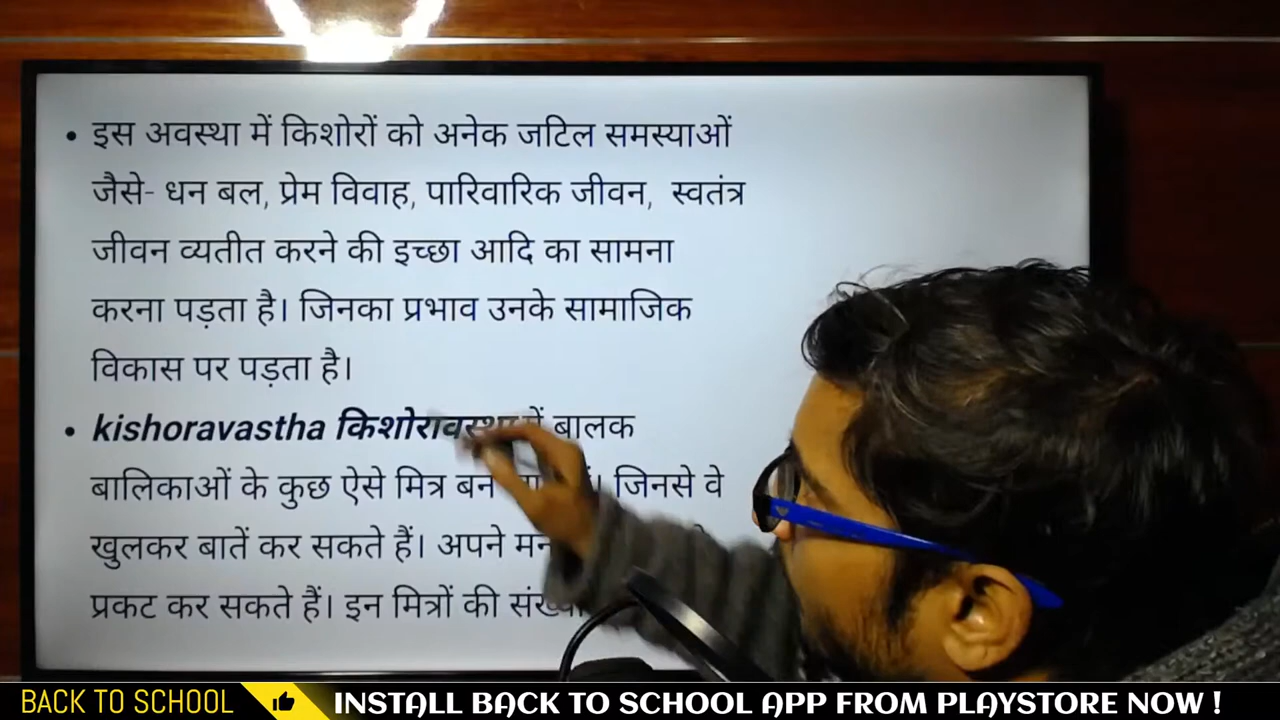 • इस अवस्था में किशोरों को अनेक जटिल समस्याओं
जैसे- धन बल, प्रेम विवाह, पारिवारिक जीवन, स्वतंत्र
जीवन व्यतीत करने की इच्छा आदि का सामना
करना पड़ता है। जिनका प्रभाव उनके सामाजिक
विकास पर पड़ता है।
• kishoravastha किशोरावस्था में बालक
बालिकाओं के कुछ ऐसे मित्र बन हैं। जिनसे वे
खुलकर बातें कर सकते हैं। अपने मन
प्रकट कर सकते हैं। इन मित्रों की संख्या
BACK TO SCHOOL
INSTALL BACK TO SCHOOL APP FROM PLAYSTORE NOW !